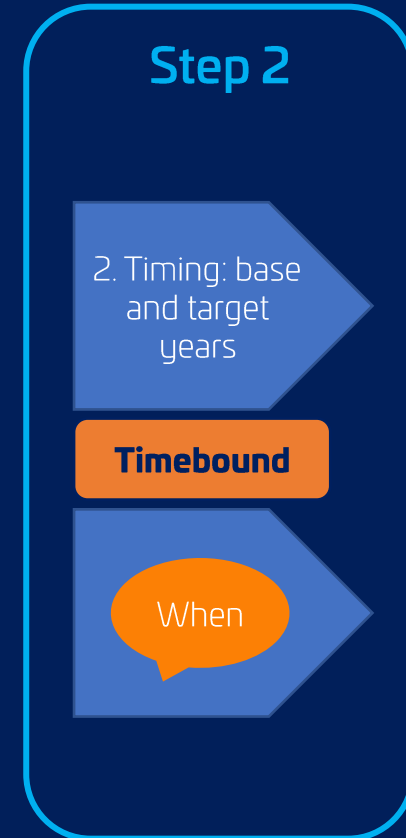 Step 2
2. Timing: base
and target
years
Timebound
When